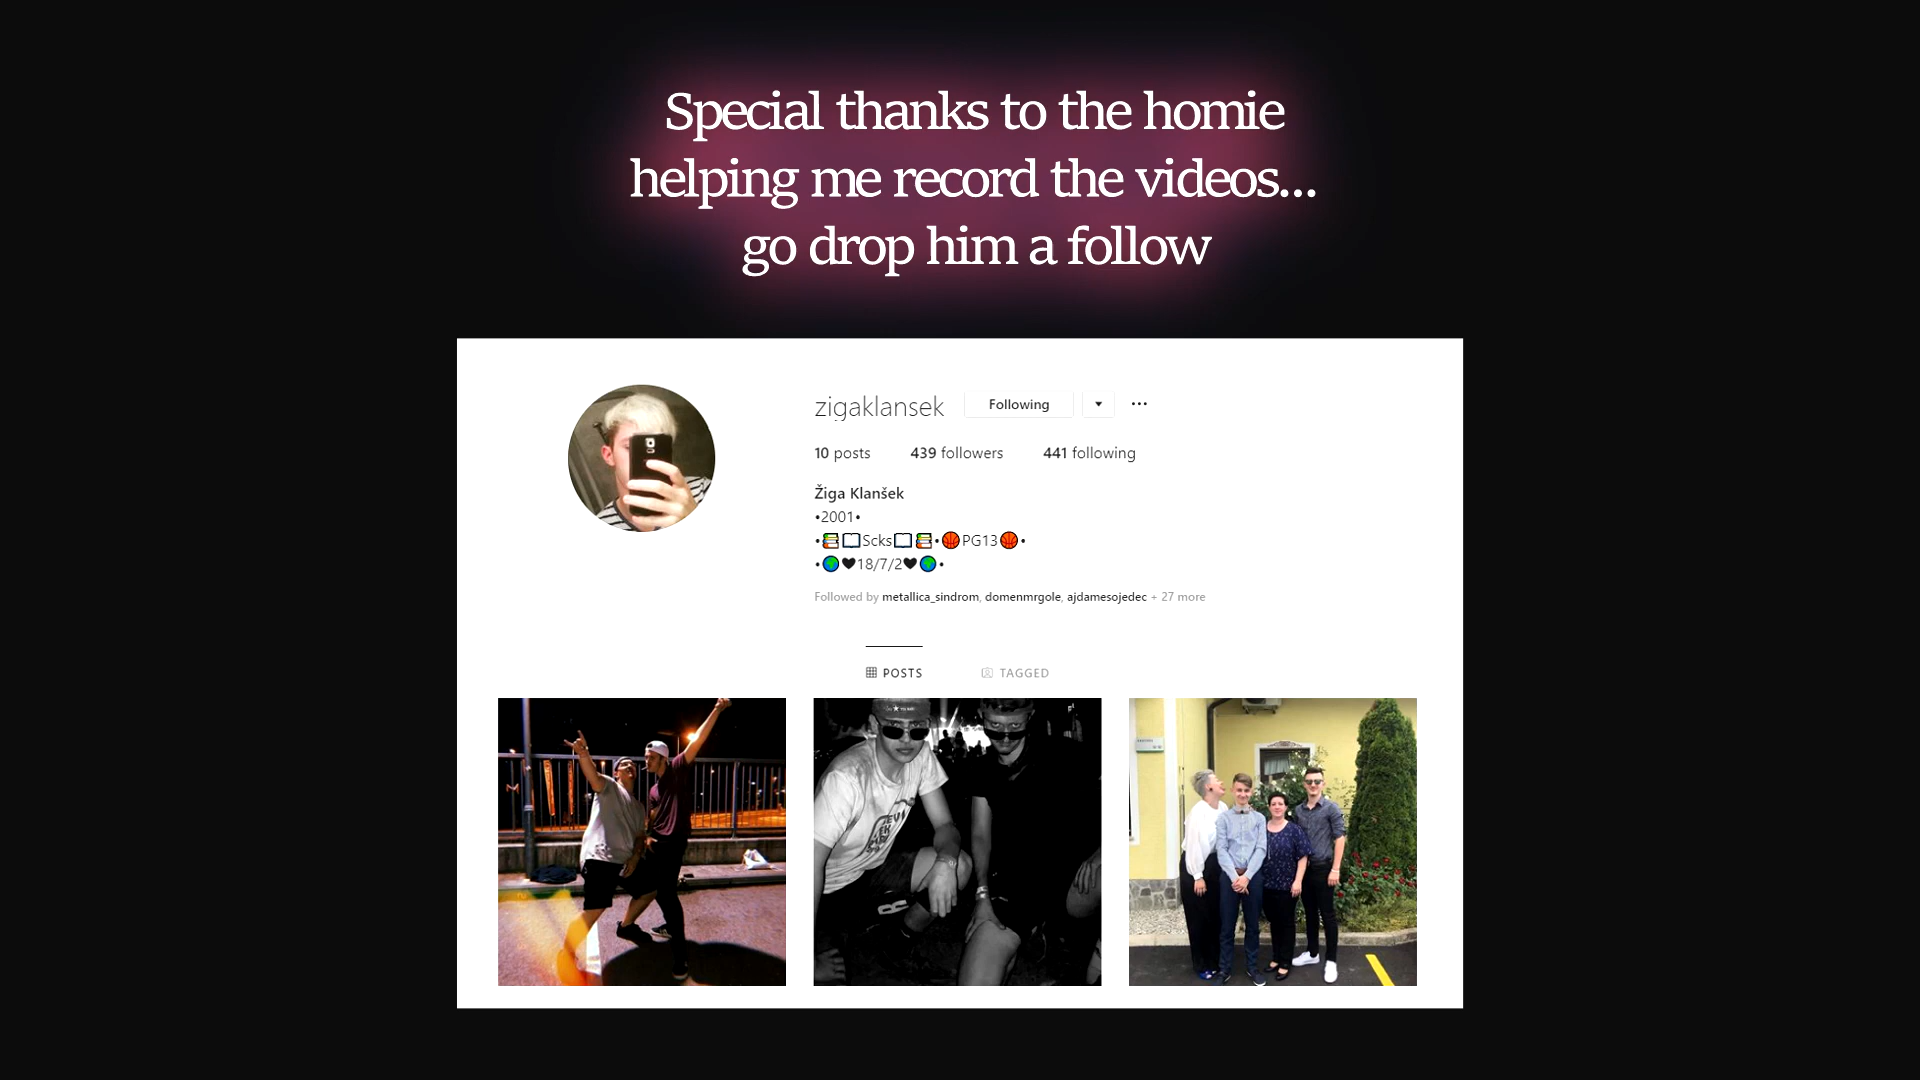 Special thanks to the homie
helping me record the videos...
go drop him a follow
zigaklansek Following ▾ •••
10 posts 439 followers 441 following
Žiga Klanšek
•2001•
•📚📖Scks📖📚•🏀PG13🏀•
•🌍🖤18/7/2🖤🌍•
Followed by metallica_sindrom, domenmrgole, ajdamesojedec + 27 more
POSTS TAGGED